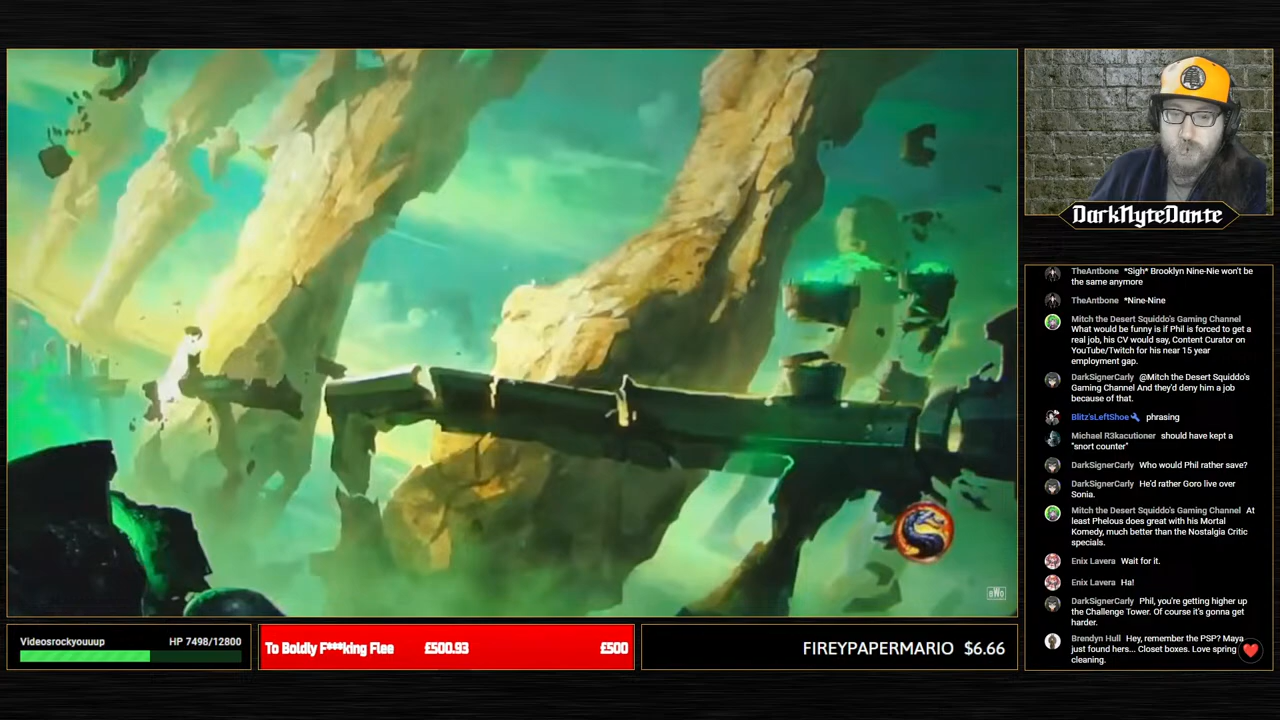 DarkNyteDante
TheAntbone *Sigh* Brooklyn Nine-Nie won't be
the same anymore
TheAntbone *Nine-Nine
Mitch the Desert Squiddo's Gaming Channel
What would be funny is if Phil is forced to get a
real job, his CV would say, Content Curator on
YouTube/Twitch for his near 15 year
employment gap.
DarkSignerCarly @Mitch the Desert Squiddo's
Gaming Channel And they'd deny him a job
because of that.
Blitz'sLeftShoe phrasing
Michael R3kacutioner should have kept a
"snort counter"
DarkSignerCarly Who would Phil rather save?
DarkSignerCarly He'd rather Goro live over
Sonia.
Mitch the Desert Squiddo's Gaming Channel At
least Phelous does great with his Mortal
Komedy, much better than the Nostalgia Critic
specials.
Enix Lavera Wait for it.
Enix Lavera Ha!
DarkSignerCarly Phil, you're getting higher up
the Challenge Tower. Of course it's gonna get
harder.
Brendyn Hull Hey, remember the PSP? Maya
just found hers... Closet boxes. Love spring
cleaning.
eWo
Videosrockyouuup HP 7498/12800
To Boldly F***king Flee £500.93 £500
FIREYPAPERMARIO $6.66